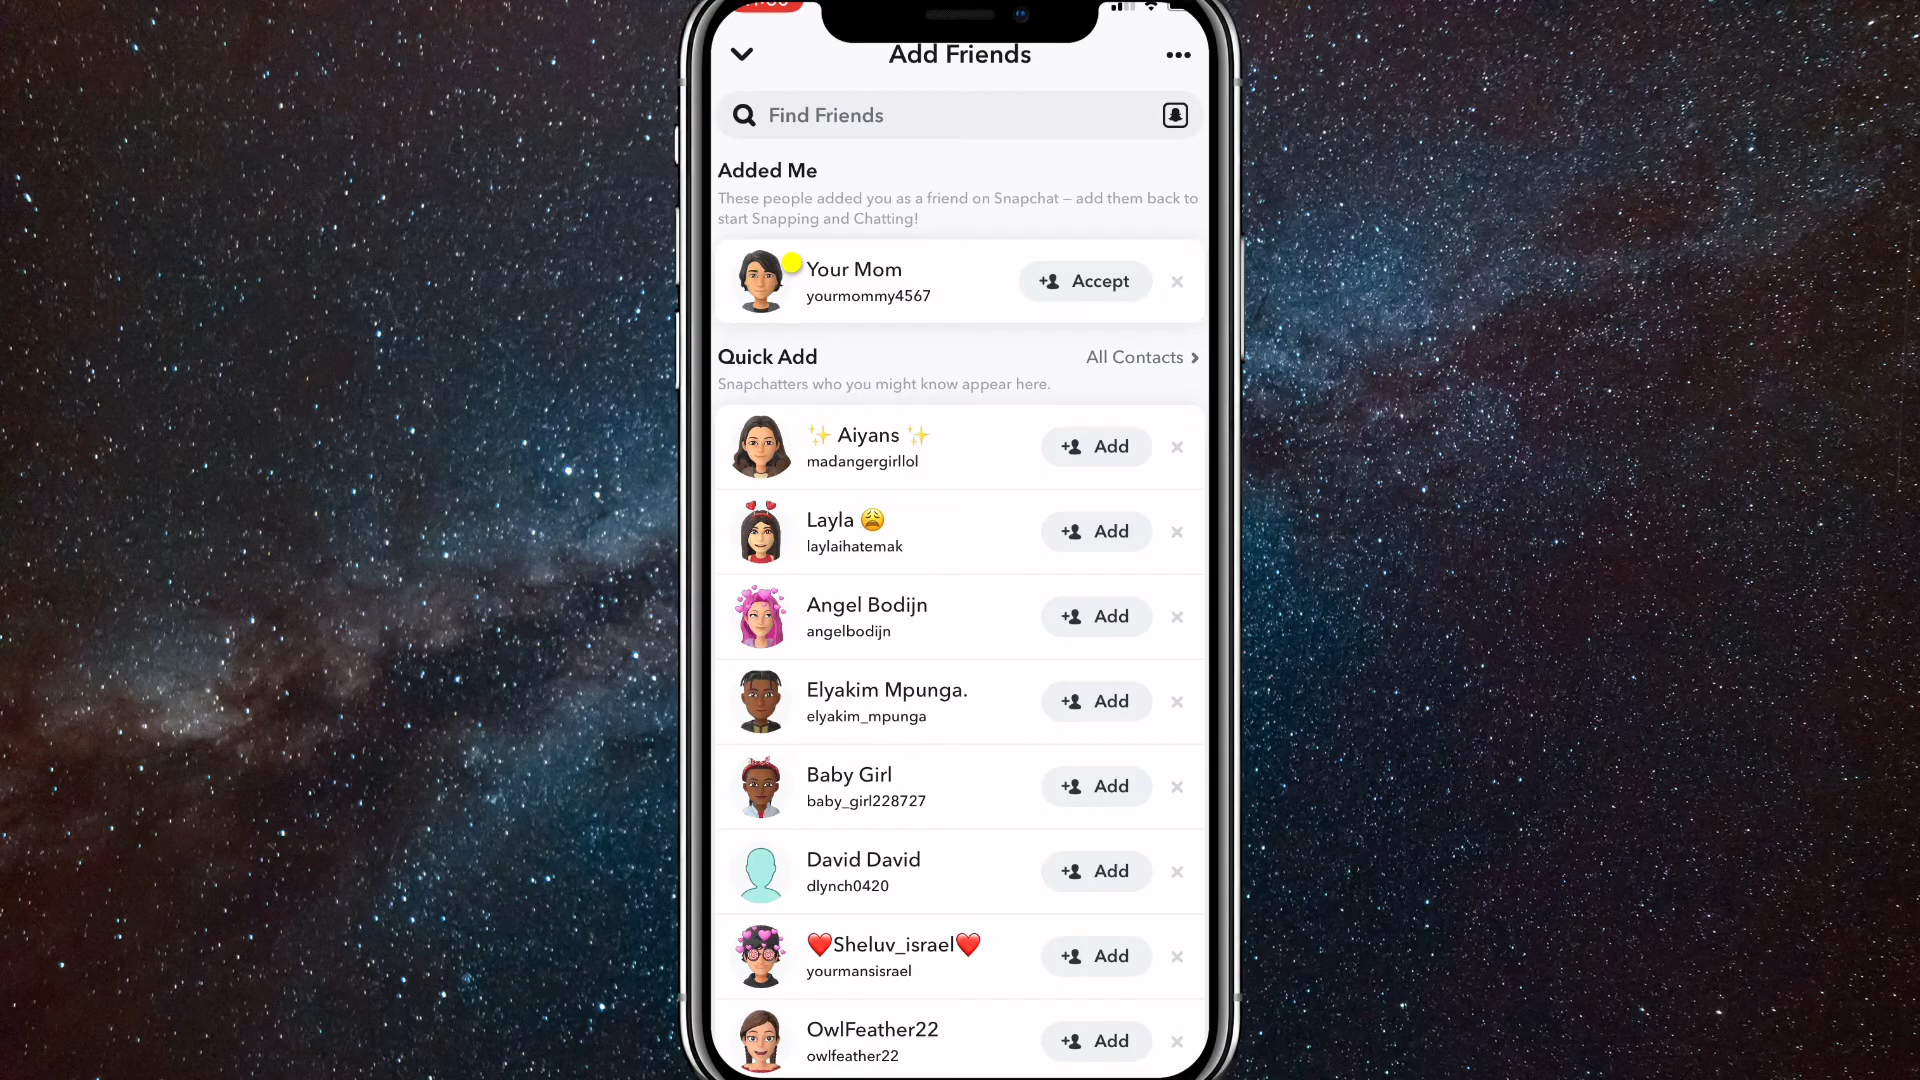 Add Friends
Find Friends
Added Me
These people added you as a friend on Snapchat – add them back to
start Snapping and Chatting!
Your Mom
yourmommy4567
Accept
Quick Add
All Contacts
Snapchatters who you might know appear here.
✨ Aiyans ✨
madangergirllol
Add
Layla 😩
laylaihatemak
Add
Angel Bodijn
angelbodijn
Add
Elyakim Mpunga.
elyakim_mpunga
Add
Baby Girl
baby_girl228727
Add
David David
dlynch0420
Add
❤️Sheluv_israel❤️
yourmansisrael
Add
OwlFeather22
owlfeather22
Add